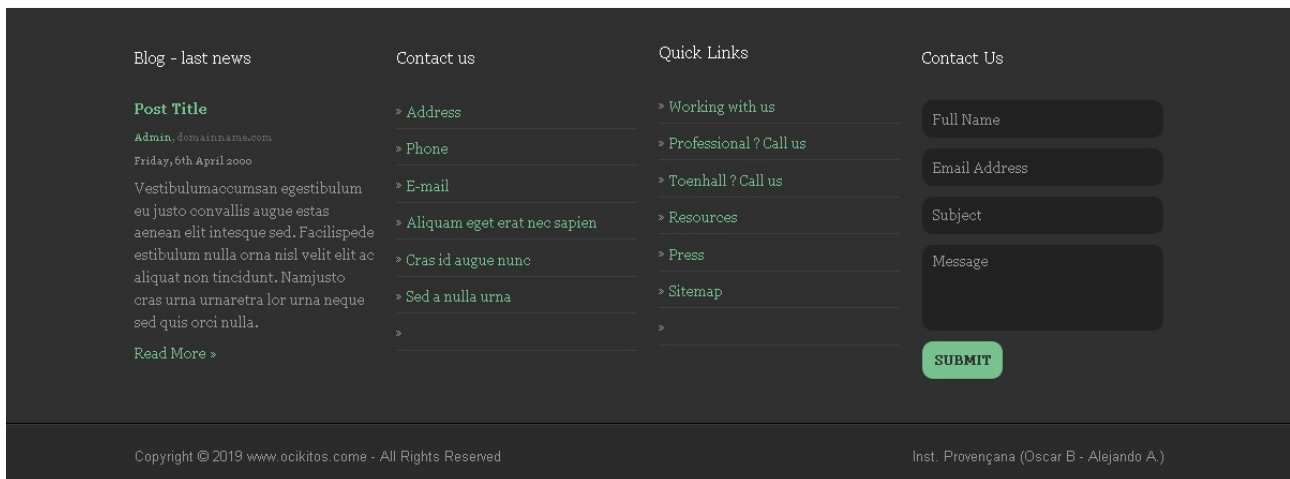 Blog - last news
Post Title
Admin, domainname.com
Friday, 6th April 2000
Vestibulumaccumsan egestibulum
eu justo convallis augue estas
aenean elit intesque sed. Facilispede
estibulum nulla orna nisl velit elit ac
aliquat non tincidunt. Namjusto
cras urna urnaretra lor urna neque
sed quis orci nulla.
Read More »
Contact us
» Address
» Phone
» E-mail
» Aliquam eget erat nec sapien
» Cras id augue nunc
» Sed a nulla urna
»
Quick Links
» Working with us
» Professional ? Call us
» Toenhall ? Call us
» Resources
» Press
» Sitemap
»
Contact Us
Full Name
Email Address
Subject
Message
SUBMIT
Copyright © 2019 www.ocikitos.come - All Rights Reserved
Inst. Provençana (Oscar B - Alejando A.)